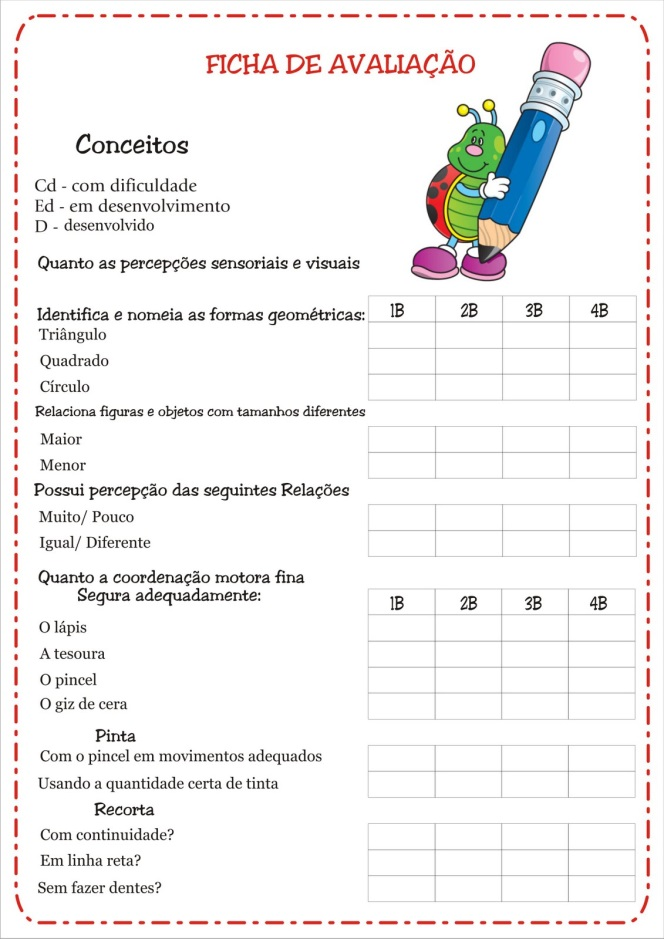 FICHA DE AVALIAÇÃO
Conceitos
Cd - com dificuldade
Ed - em desenvolvimento
D - desenvolvido
Quanto as percepções sensoriais e visuais
Identifica e nomeia as formas geométricas: 1B 2B 3B 4B
Triângulo
Quadrado
Círculo
Relaciona figuras e objetos com tamanhos diferentes
Maior
Menor
Possui percepção das seguintes Relações
Muito/ Pouco
Igual/ Diferente
Quanto a coordenação motora fina
Segura adequadamente: 1B 2B 3B 4B
O lápis
A tesoura
O pincel
O giz de cera
Pinta
Com o pincel em movimentos adequados
Usando a quantidade certa de tinta
Recorta
Com continuidade?
Em linha reta?
Sem fazer dentes?